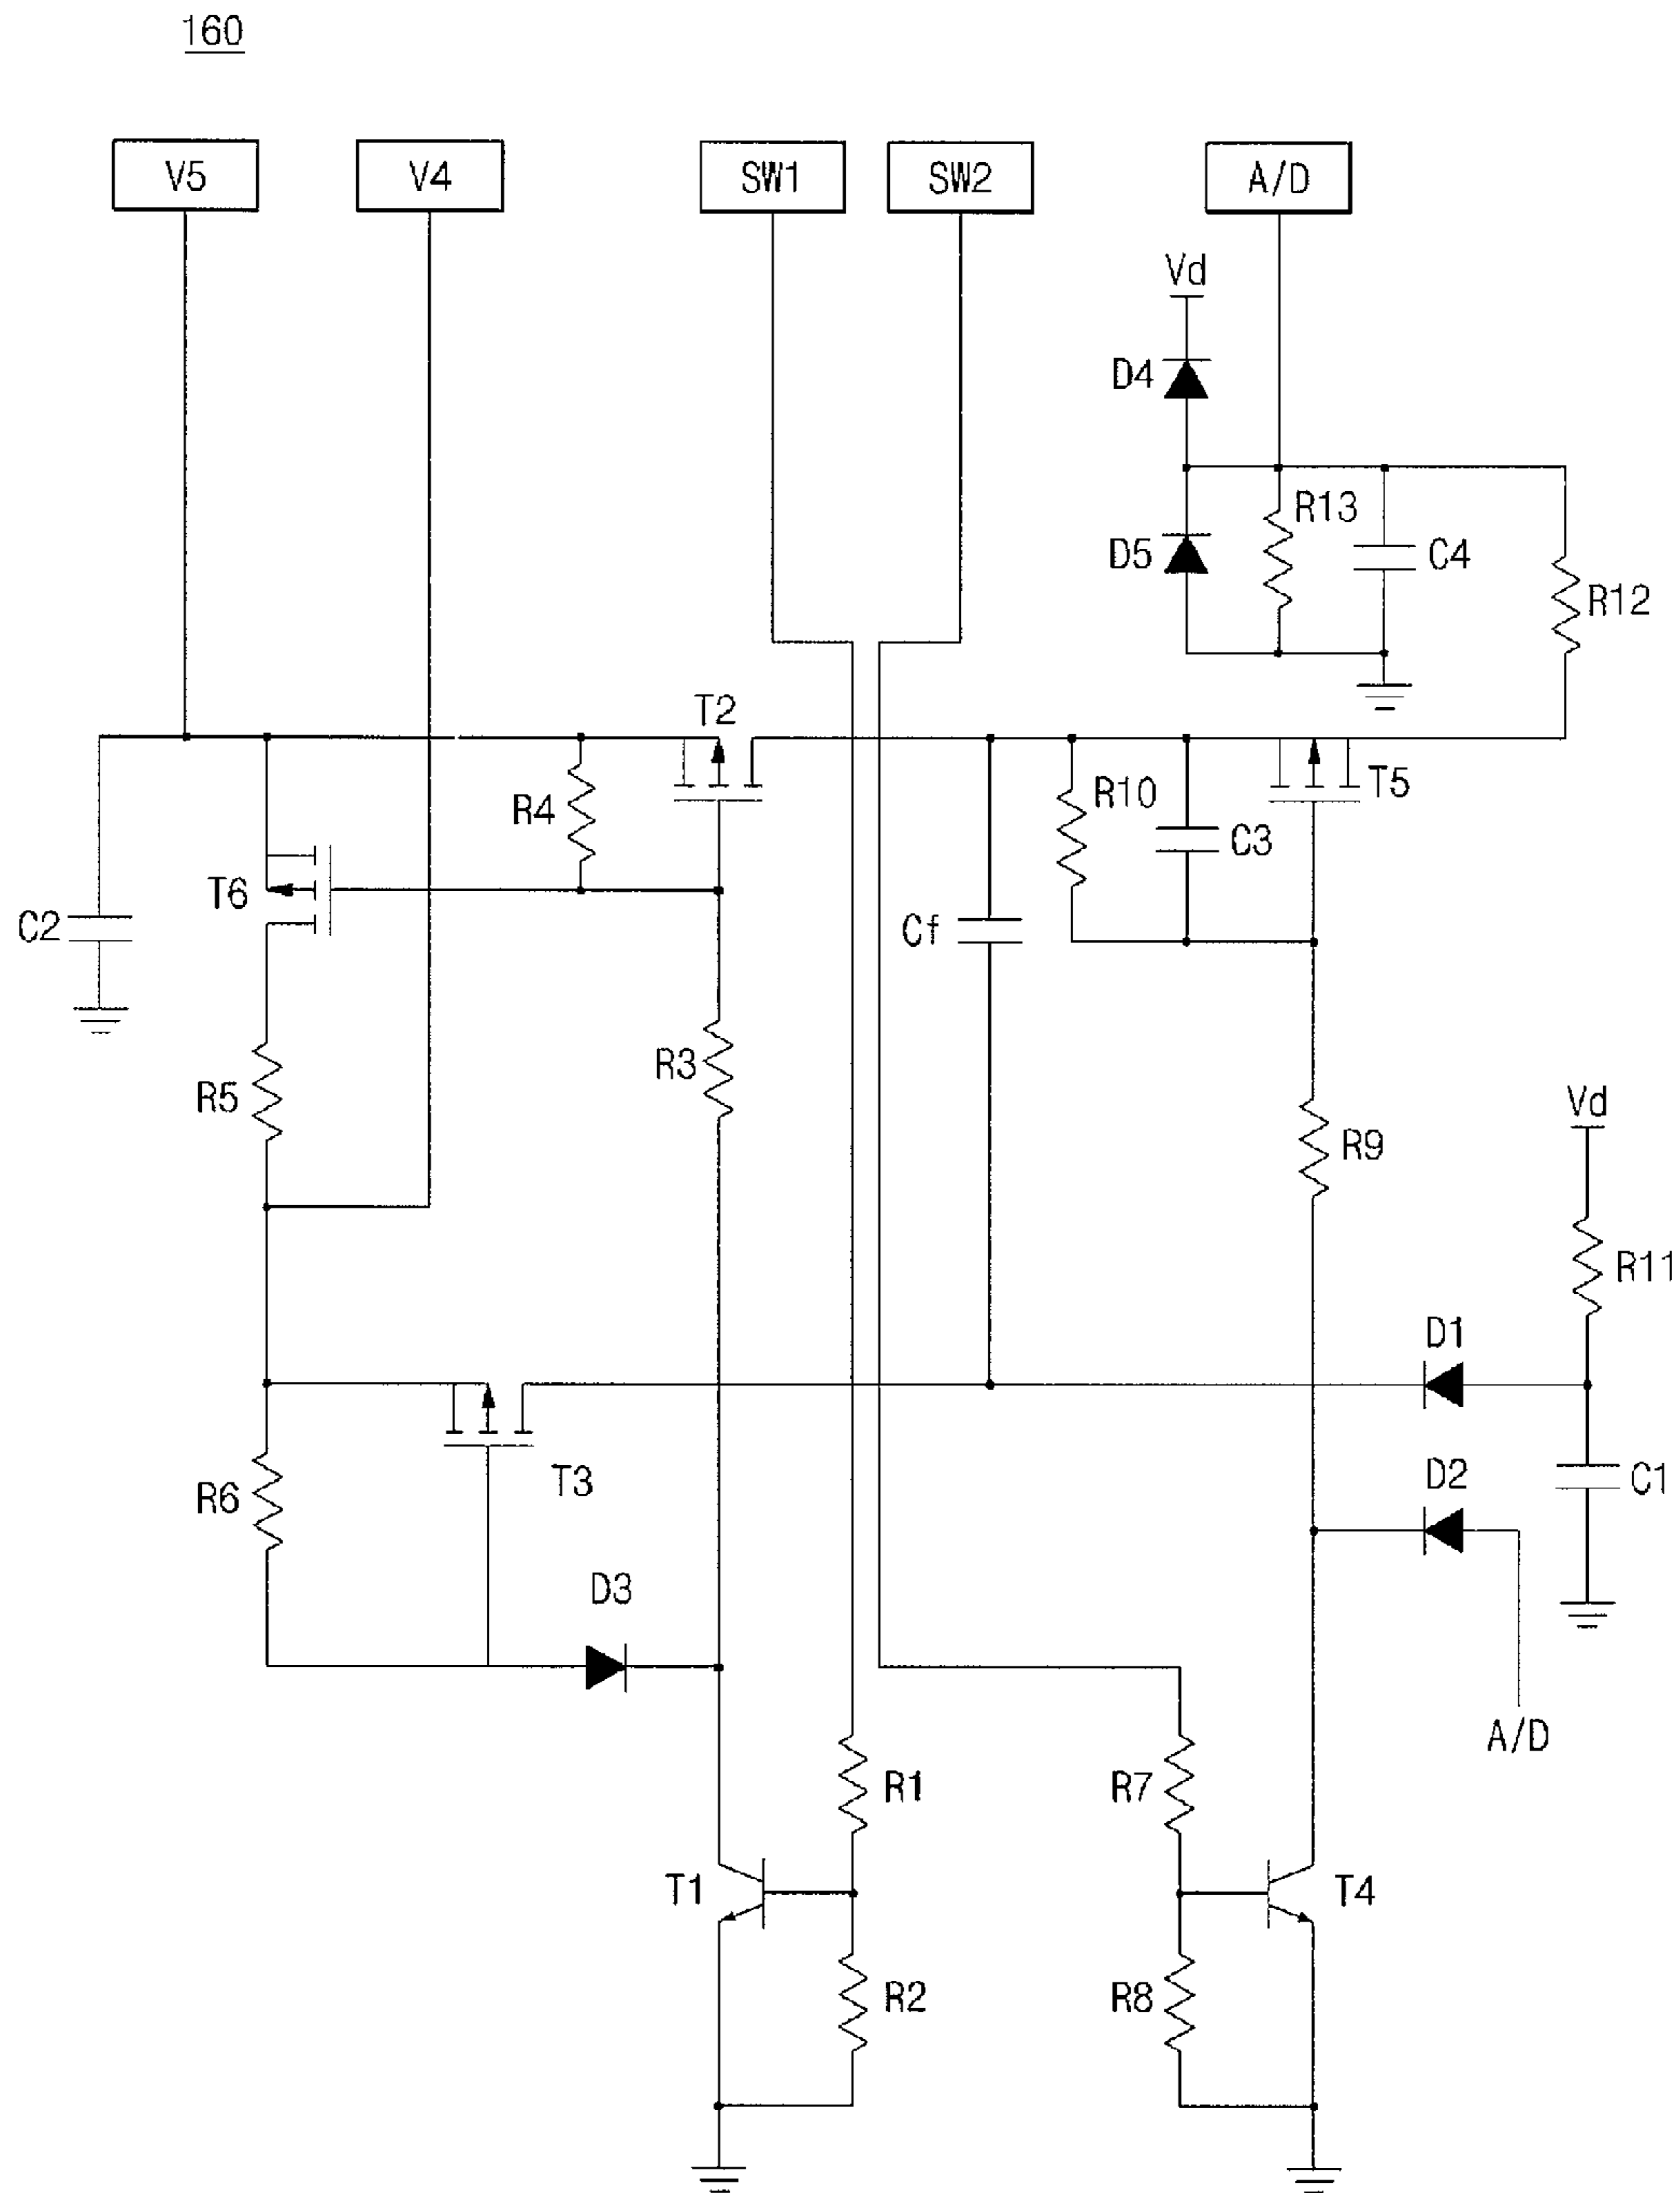 160
V5 V4 SW1 SW2 A/D
Vd
D4
R13
D5 C4
R12
T2
T5
R10
R4
C3
T6
C2 Cf
R3
R5
Vd
R9
R11
D1
T3
D2
R6 C1
D3
A/D
R1 R7
T1 T4
R2 R8